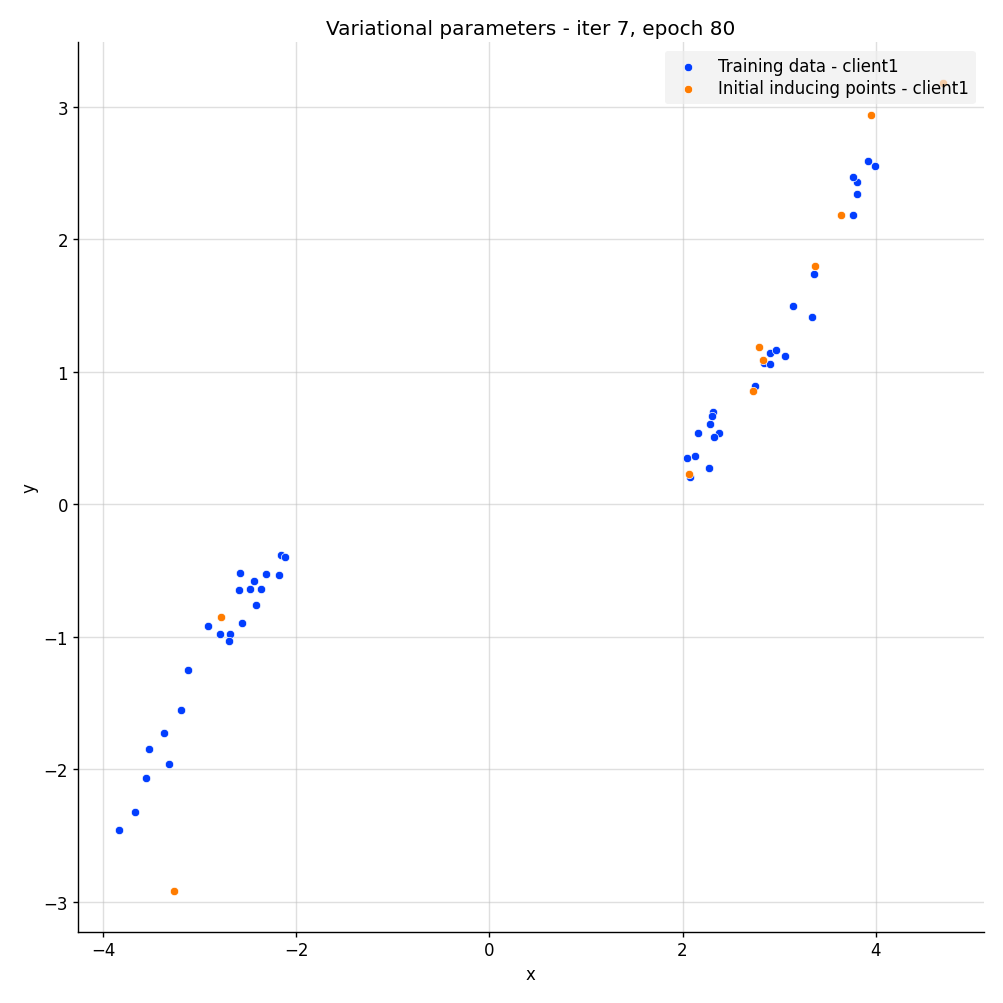 Variational parameters - iter 7, epoch 80
Training data - client1
Initial inducing points - client1
3
2
1
0
−1
−2
−3
y
−4
−2
0
2
4
x